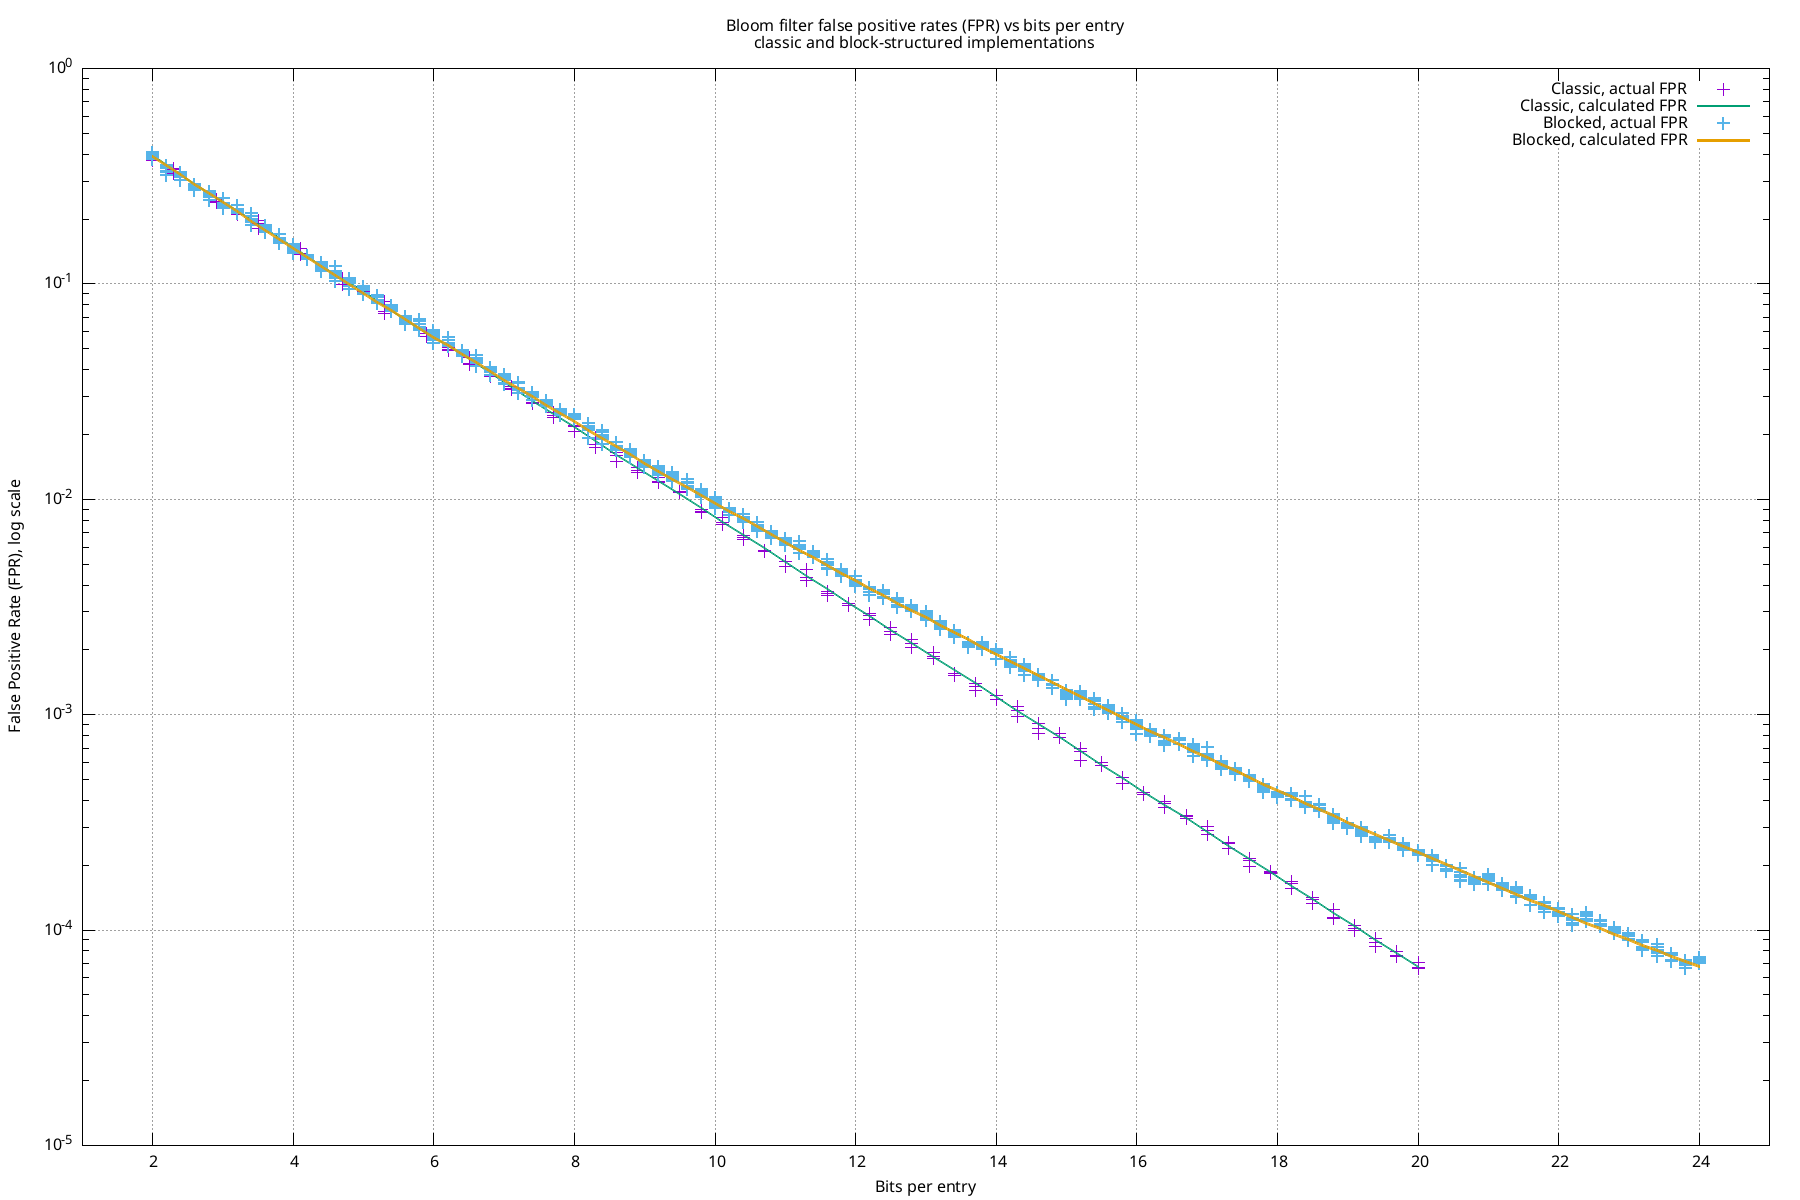 Bloom filter false positive rates (FPR) vs bits per entry
classic and block-structured implementations
Classic, actual FPR
Classic, calculated FPR
Blocked, actual FPR
Blocked, calculated FPR
10^0
10^-1
10^-2
10^-3
10^-4
10^-5
False Positive Rate (FPR), log scale
2 4 6 8 10 12 14 16 18 20 22 24
Bits per entry